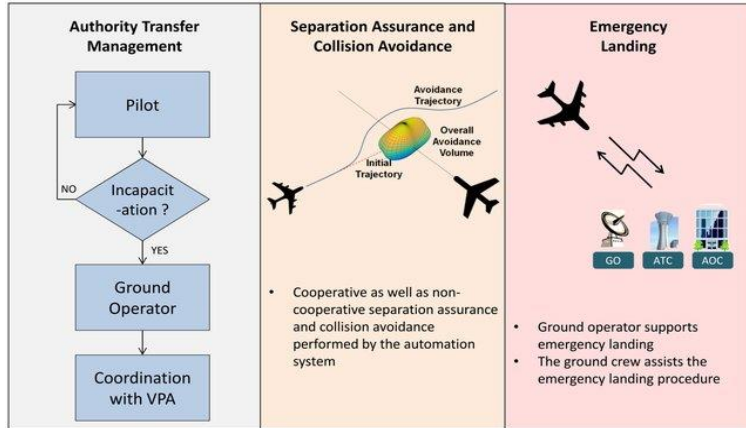 Authority Transfer
Management
Pilot
NO
Incapacit
-ation ?
YES
Ground
Operator
Coordination
with VPA
Separation Assurance and
Collision Avoidance
Avoidance
Trajectory
Overall
Avoidance
Volume
Initial
Trajectory
• Cooperative as well as non-
cooperative separation assurance
and collision avoidance
performed by the automation
system
Emergency
Landing
GO
ATC
AOC
• Ground operator supports
emergency landing
• The ground crew assists the
emergency landing procedure